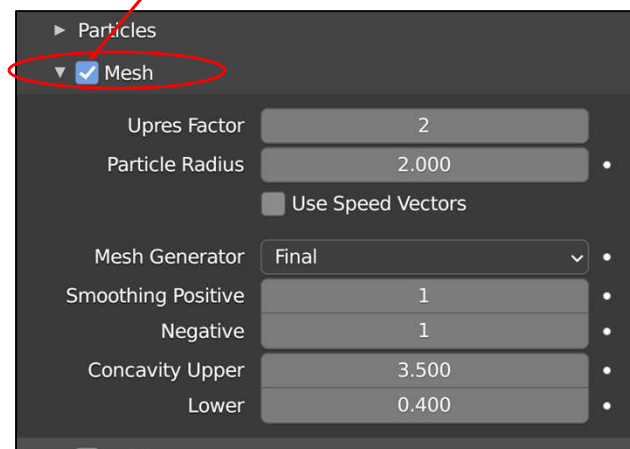 Particles
Mesh
Upres Factor 2
Particle Radius 2.000
Use Speed Vectors
Mesh Generator Final
Smoothing Positive 1
Negative 1
Concavity Upper 3.500
Lower 0.400